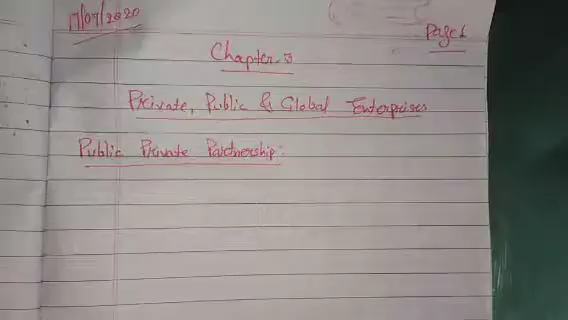 17/07/2020
Page 1
Chapter-3
Private, Public & Global Enterprises
Public Private Partnership: